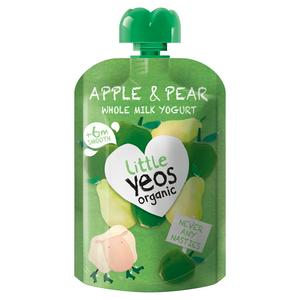 APPLE & PEAR
WHOLE MILK YOGURT
+6m
SMOOTH
little
yeos
organic
NEVER
ANY
NASTIES